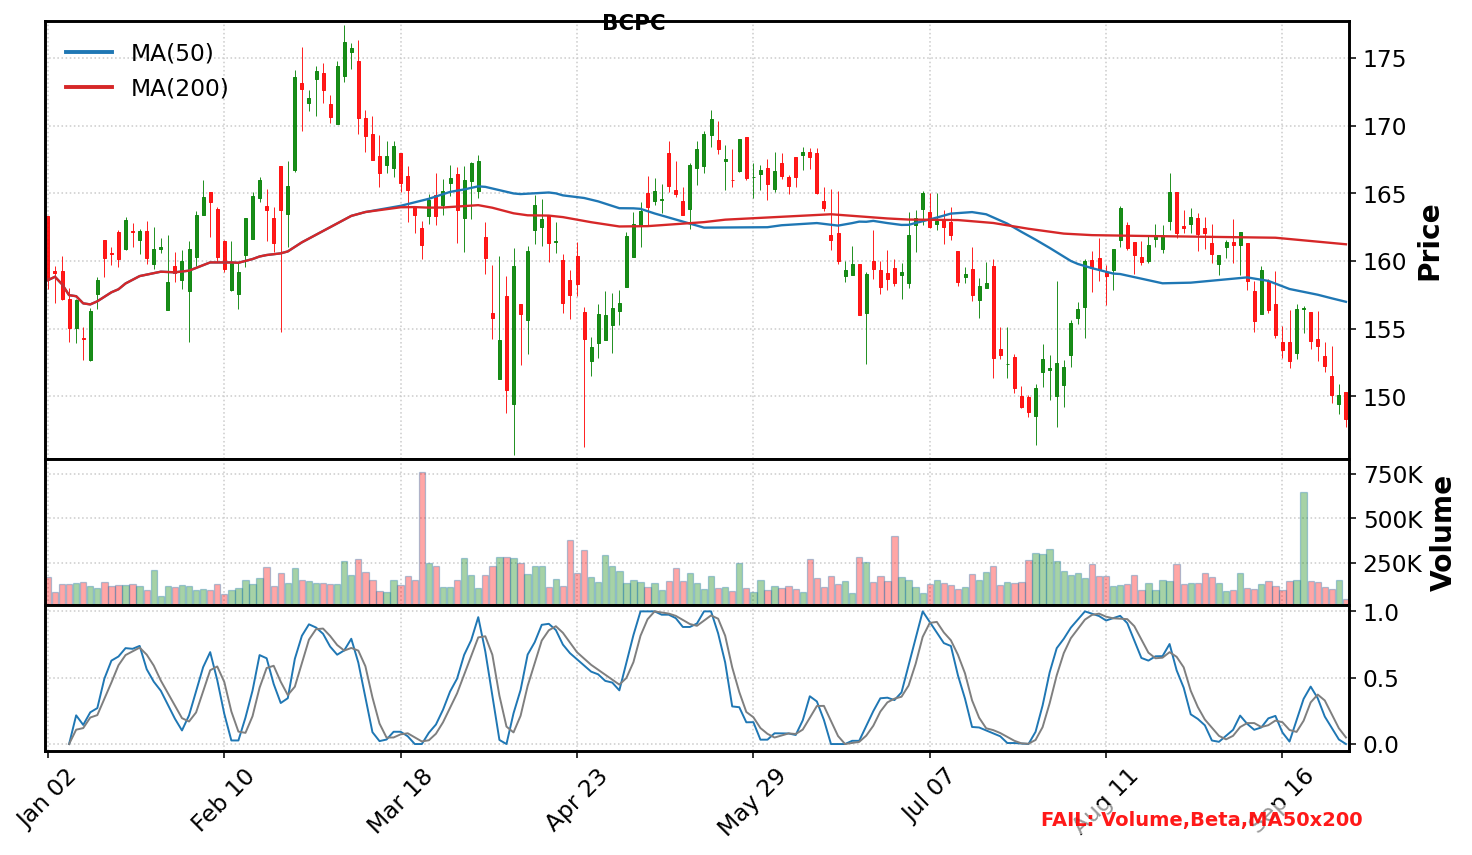 BCPC
MA(50)
MA(200)
175
170
165
160
155
150
Price
750K
500K
250K
Volume
1.0
0.5
0.0
Jan 02
Feb 10
Mar 18
Apr 23
May 29
Jul 07
Aug 11
Sep 16
FAIL: Volume,Beta,MA50x200